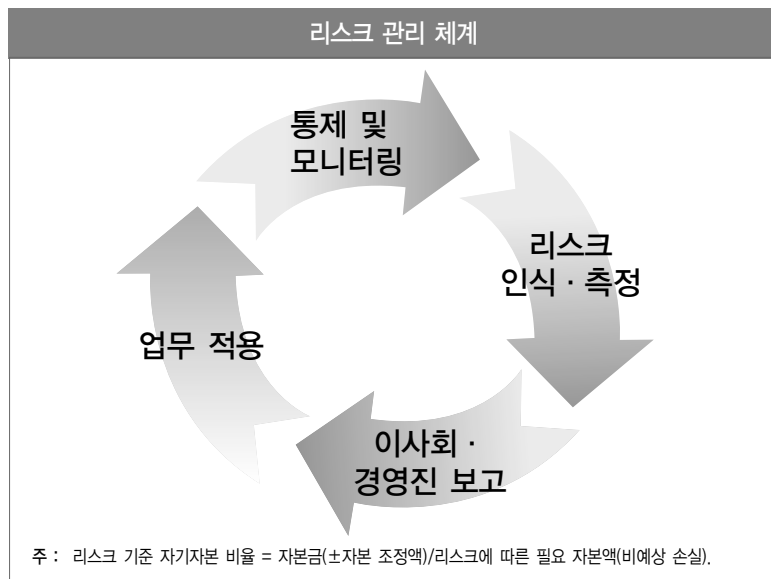 리스크 관리 체계
통제 및
모니터링
리스크
인식 · 측정
이사회 ·
경영진 보고
업무 적용
주 : 리스크 기준 자기자본 비율 = 자본금(±자본 조정액)/리스크에 따른 필요 자본액(비예상 손실).